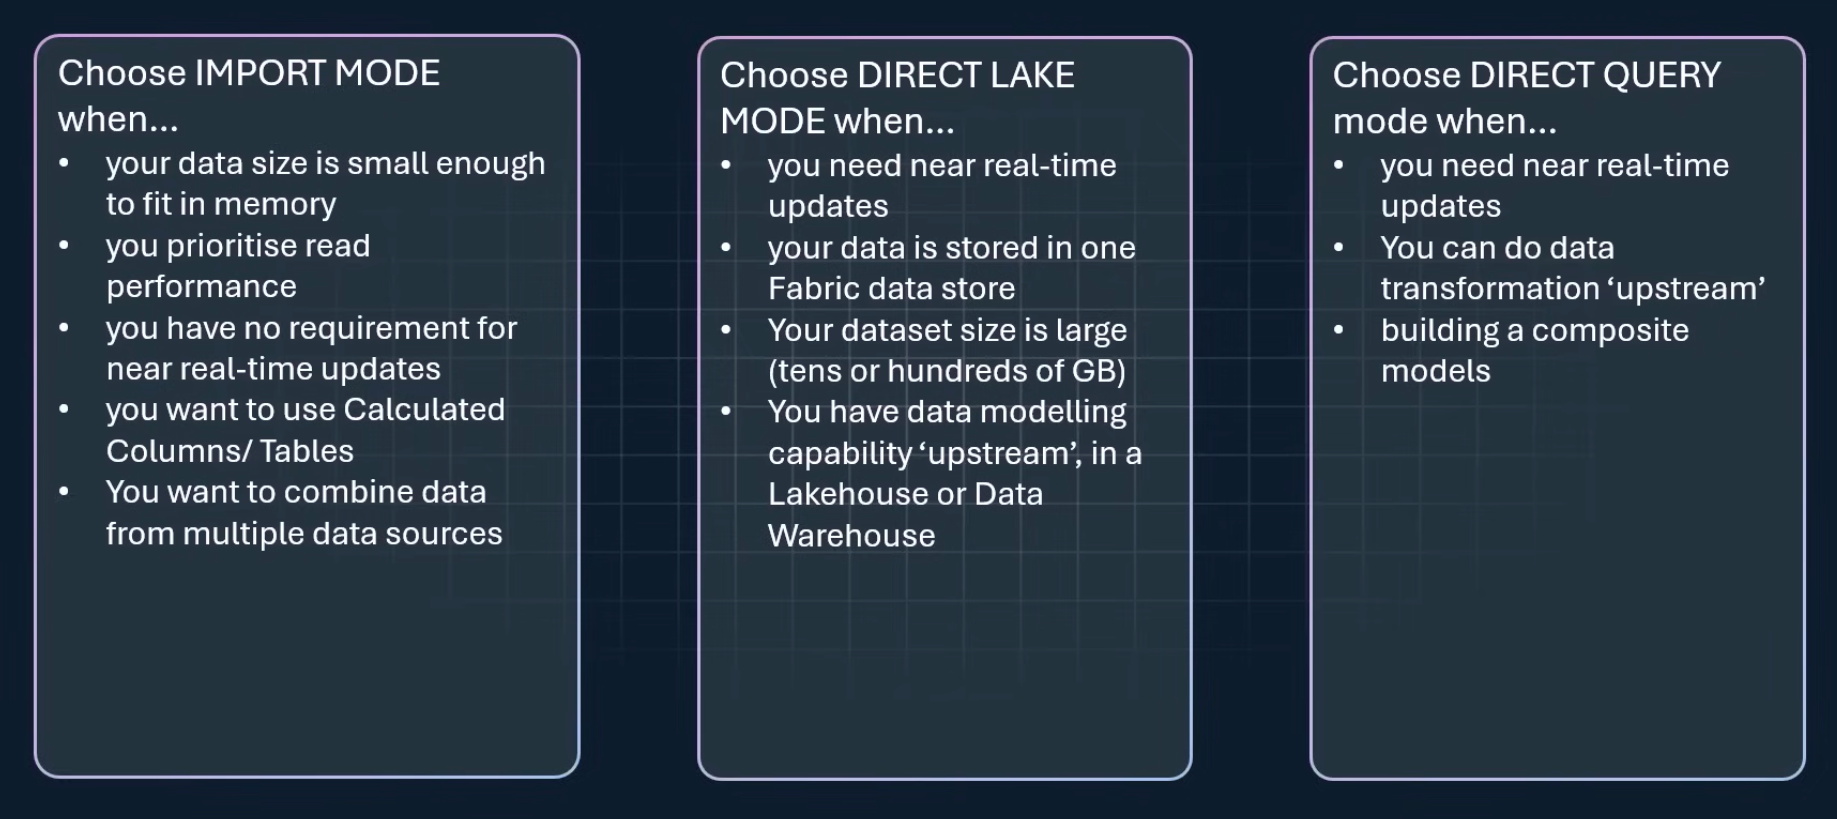 Choose IMPORT MODE
when...
• your data size is small enough
to fit in memory
• you prioritise read
performance
• you have no requirement for
near real-time updates
• you want to use Calculated
Columns/ Tables
• You want to combine data
from multiple data sources
Choose DIRECT LAKE
MODE when...
• you need near real-time
updates
• your data is stored in one
Fabric data store
• Your dataset size is large
(tens or hundreds of GB)
• You have data modelling
capability ‘upstream’, in a
Lakehouse or Data
Warehouse
Choose DIRECT QUERY
mode when...
• you need near real-time
updates
• You can do data
transformation ‘upstream’
• building a composite
models